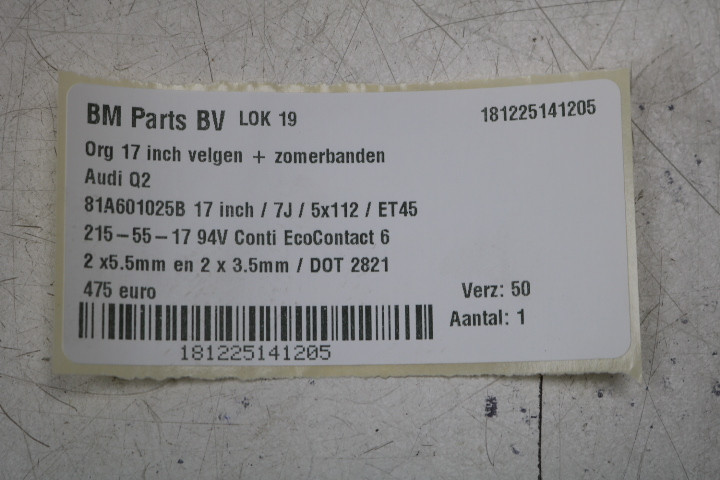 BM Parts BV LOK 19 181225141205
Org 17 inch velgen + zomerbanden
Audi Q2
81A601025B 17 inch / 7J / 5x112 / ET45
215-55-17 94V Conti EcoContact 6
2 x5.5mm en 2 x 3.5mm / DOT 2821
475 euro Verz: 50
Aantal: 1
181225141205